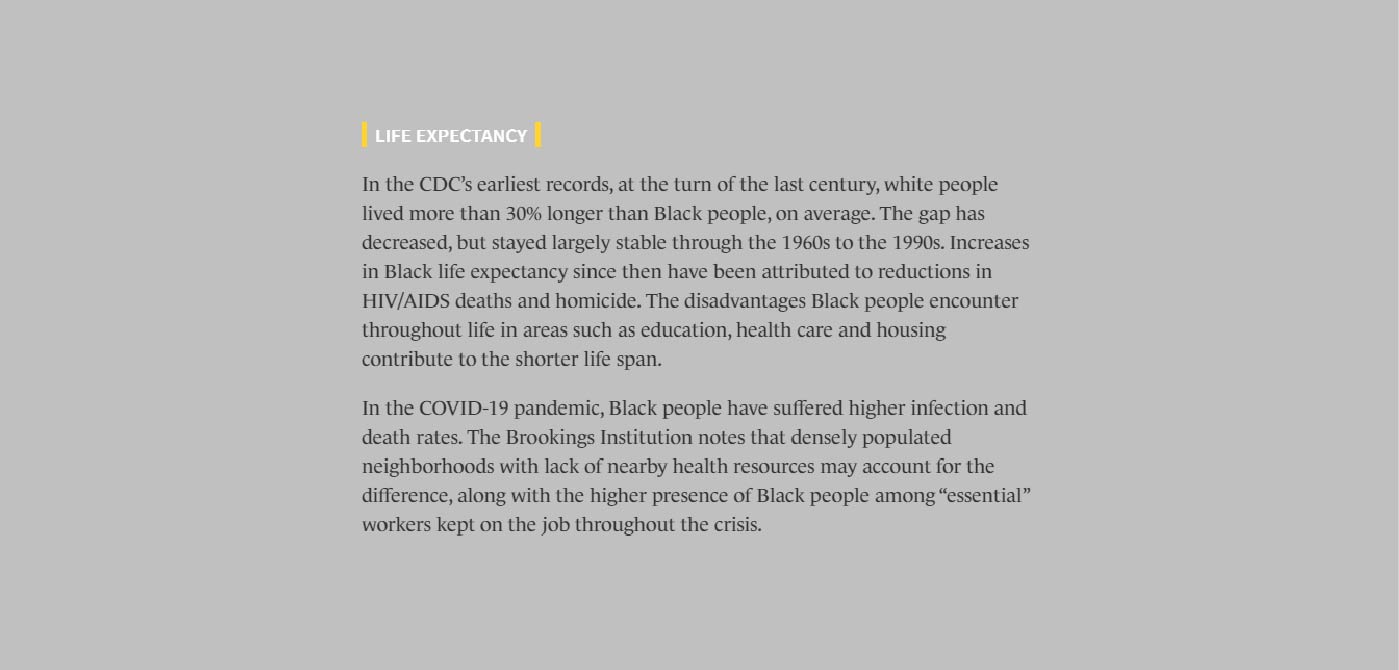 LIFE EXPECTANCY
In the CDC’s earliest records, at the turn of the last century, white people
lived more than 30% longer than Black people, on average. The gap has
decreased, but stayed largely stable through the 1960s to the 1990s. Increases
in Black life expectancy since then have been attributed to reductions in
HIV/AIDS deaths and homicide. The disadvantages Black people encounter
throughout life in areas such as education, health care and housing
contribute to the shorter life span.
In the COVID-19 pandemic, Black people have suffered higher infection and
death rates. The Brookings Institution notes that densely populated
neighborhoods with lack of nearby health resources may account for the
difference, along with the higher presence of Black people among “essential”
workers kept on the job throughout the crisis.